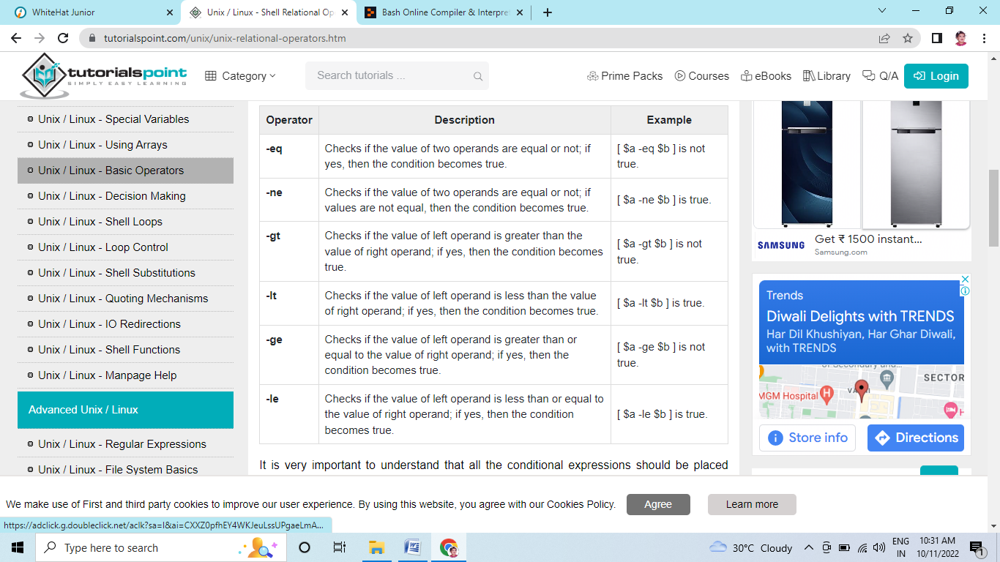 WhiteHat Junior
Unix / Linux - Shell Relational Op
Bash Online Compiler & Interpre
tutorialspoint.com/unix/unix-relational-operators.htm
tutorialspoint
SIMPLY EASY LEARNING
Category
Search tutorials ...
Prime Packs
Courses
eBooks
Library
Q/A
Login
Unix / Linux - Special Variables
Unix / Linux - Using Arrays
Unix / Linux - Basic Operators
Unix / Linux - Decision Making
Unix / Linux - Shell Loops
Unix / Linux - Loop Control
Unix / Linux - Shell Substitutions
Unix / Linux - Quoting Mechanisms
Unix / Linux - IO Redirections
Unix / Linux - Shell Functions
Unix / Linux - Manpage Help
Advanced Unix / Linux
Unix / Linux - Regular Expressions
Unix / Linux - File System Basics
Operator Description Example
-eq
Checks if the value of two operands are equal or not; if
yes, then the condition becomes true.
[ $a -eq $b ] is not
true.
-ne
Checks if the value of two operands are equal or not; if
values are not equal, then the condition becomes true.
[ $a -ne $b ] is true.
-gt
Checks if the value of left operand is greater than the
value of right operand; if yes, then the condition becomes
true.
[ $a -gt $b ] is not
true.
-lt
Checks if the value of left operand is less than the value
of right operand; if yes, then the condition becomes true.
[ $a -lt $b ] is true.
-ge
Checks if the value of left operand is greater than or
equal to the value of right operand; if yes, then the
condition becomes true.
[ $a -ge $b ] is not
true.
-le
Checks if the value of left operand is less than or equal to
the value of right operand; if yes, then the condition
becomes true.
[ $a -le $b ] is true.
It is very important to understand that all the conditional expressions should be placed
SAMSUNG
Get ₹ 1500 instant...
Samsung.com
Trends
Diwali Delights with TRENDS
Har Dil Khushiyan, Har Ghar Diwali,
with TRENDS
of Secondary and...
SECTOR
MGM Hospital
H
VA
H
Store info
Directions
We make use of First and third party cookies to improve our user experience. By using this website, you agree with our Cookies Policy.
Agree
Learn more
https://adclick.g.doubleclick.net/aclk?sa=l&ai=CXXZ0pfhEY4WKJeuLssUPgaeLmA...
Type here to search
30°C Cloudy
ENG
IN
10:31 AM
10/11/2022
1